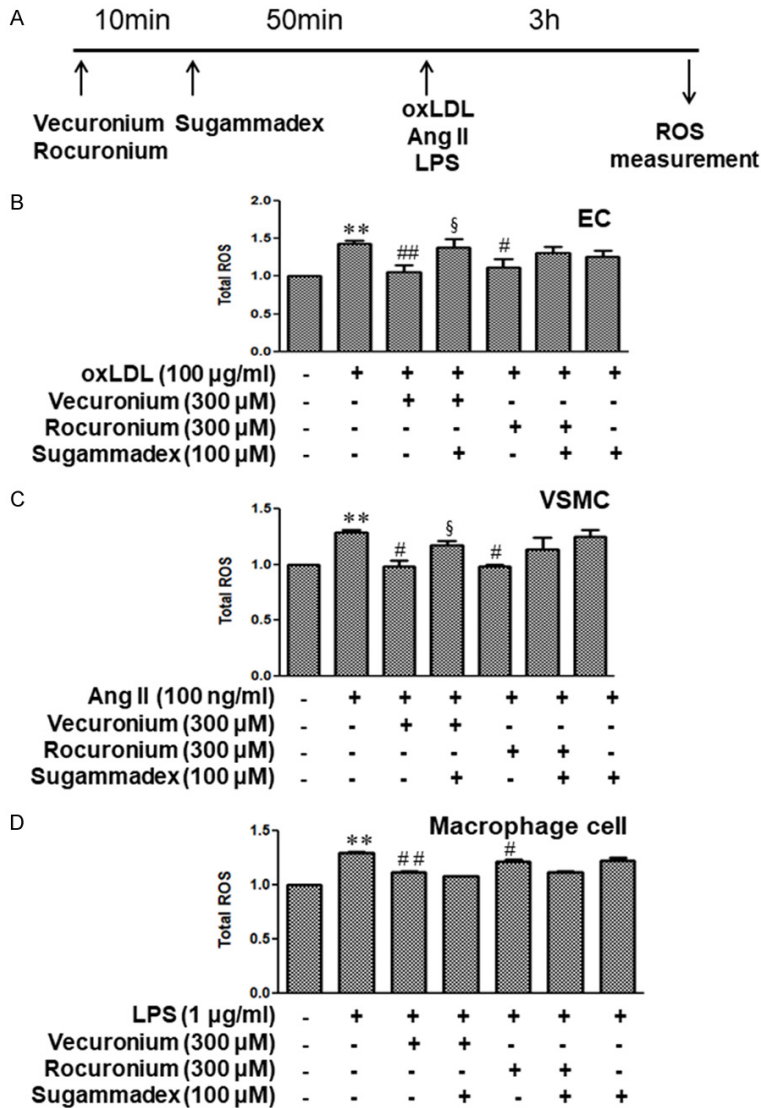 A
10min 50min 3h
Vecuronium Sugammadex oxLDL ROS
Rocuronium Ang II measurement
LPS
B
EC
Total ROS
2.0
1.5
1.0
0.5
0.0
** ## § #
oxLDL (100 µg/ml) - + + + + + +
Vecuronium (300 µM) - - + + - - -
Rocuronium (300 µM) - - - - + + -
Sugammadex (100 µM) - - - + - + +
C
VSMC
Total ROS
1.5
1.0
0.5
0.0
** # § #
Ang II (100 ng/ml) - + + + + + +
Vecuronium (300 µM) - - + + - - -
Rocuronium (300 µM) - - - - + + -
Sugammadex (100 µM) - - - + - + +
D
Macrophage cell
Total ROS
1.5
1.0
0.5
0.0
** ## #
LPS (1 µg/ml) - + + + + + +
Vecuronium (300 µM) - - + + - - -
Rocuronium (300 µM) - - - - + + -
Sugammadex (100 µM) - - - + - + +